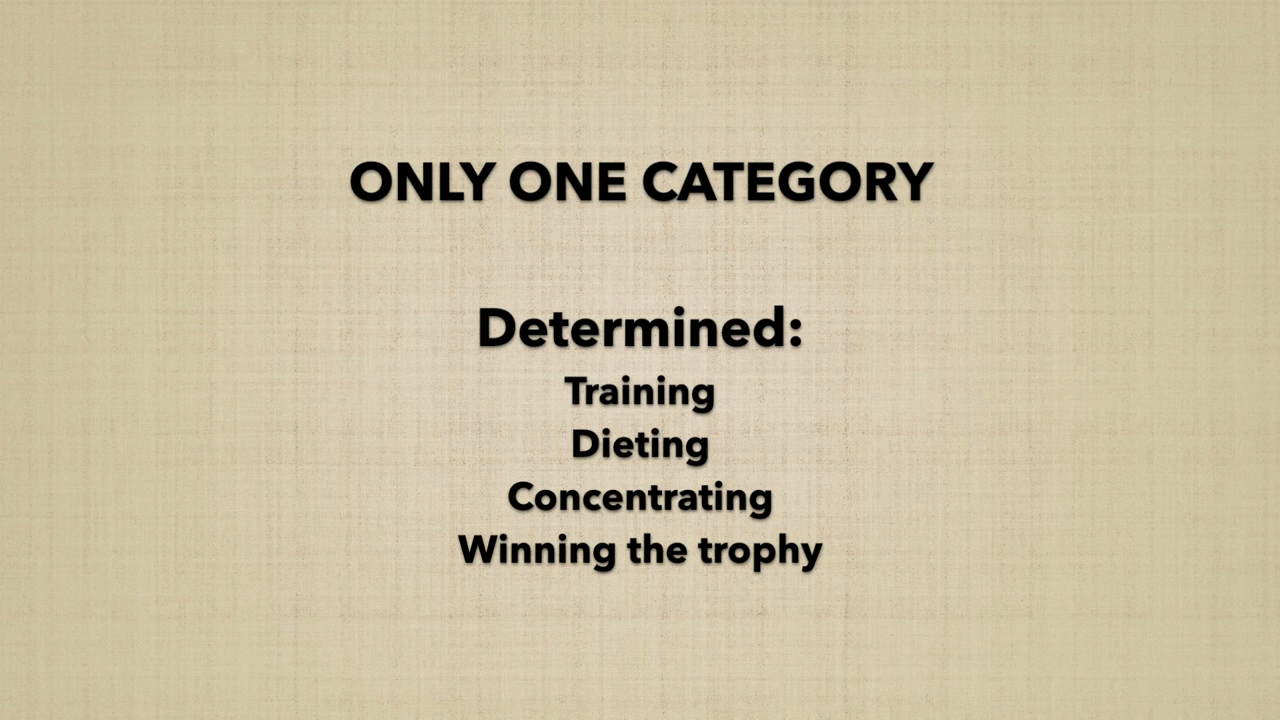 ONLY ONE CATEGORY
Determined:
Training
Dieting
Concentrating
Winning the trophy